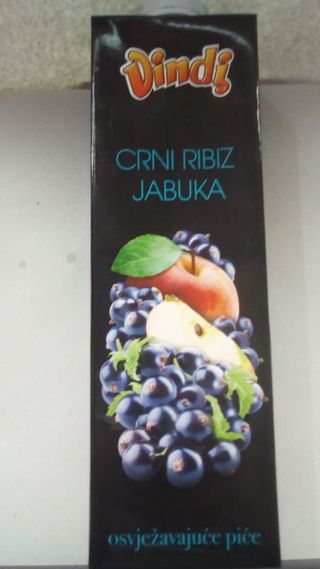 Vindi
CRNI RIBIZ
JABUKA
osvježavajuće piće